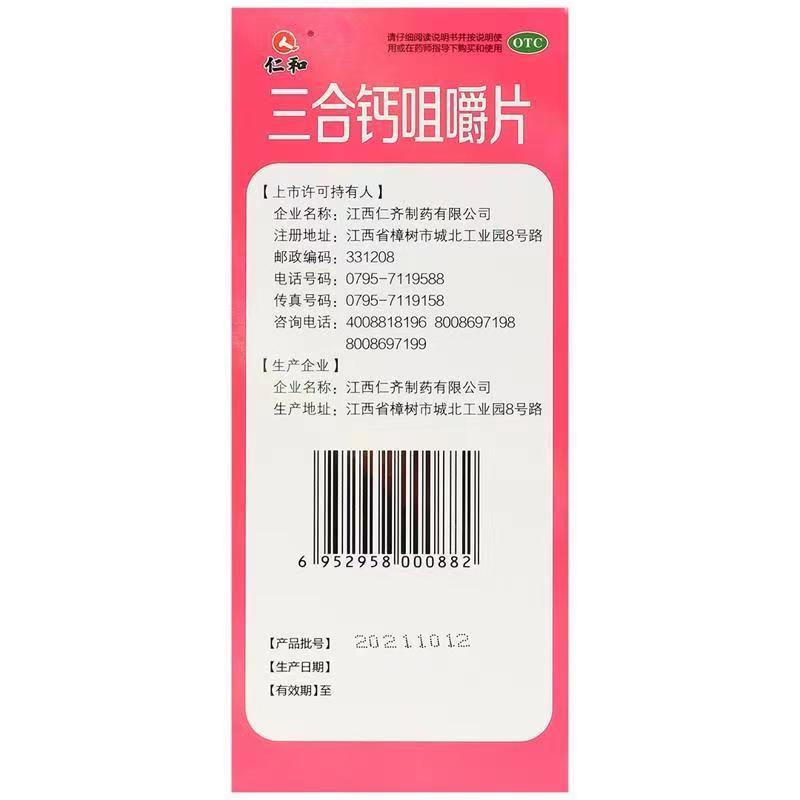 仁和®
请仔细阅读说明书并按说明使
用或在药师指导下购买和使用
OTC
三合钙咀嚼片
【上市许可持有人】
企业名称：江西仁齐制药有限公司
注册地址：江西省樟树市城北工业园8号路
邮政编码：331208
电话号码：0795-7119588
传真号码：0795-7119158
咨询电话：4008818196 8008697198
8008697199
【生产企业】
企业名称：江西仁齐制药有限公司
生产地址：江西省樟树市城北工业园8号路
6 952958 000882
【产品批号】 20211012
【生产日期】
【有效期】至